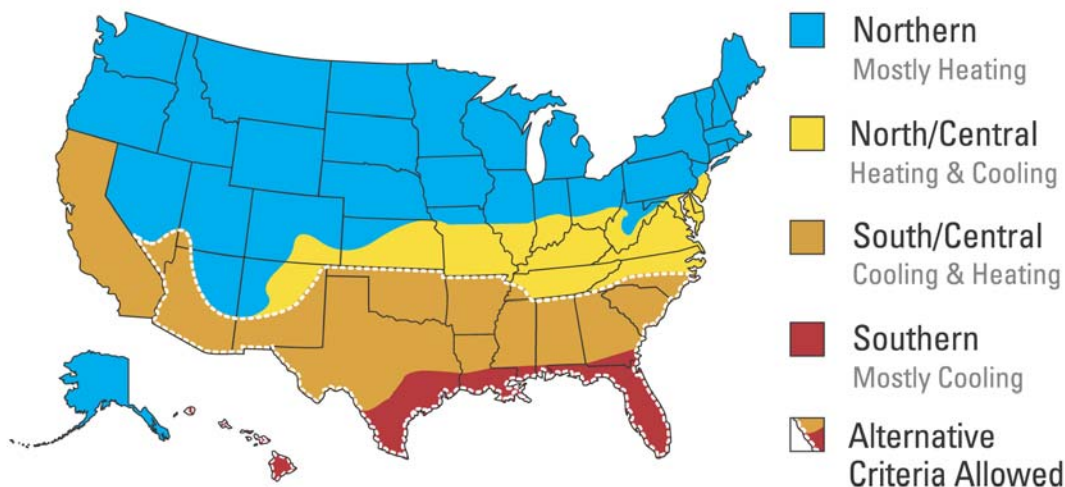 Northern
Mostly Heating
North/Central
Heating & Cooling
South/Central
Cooling & Heating
Southern
Mostly Cooling
Alternative
Criteria Allowed